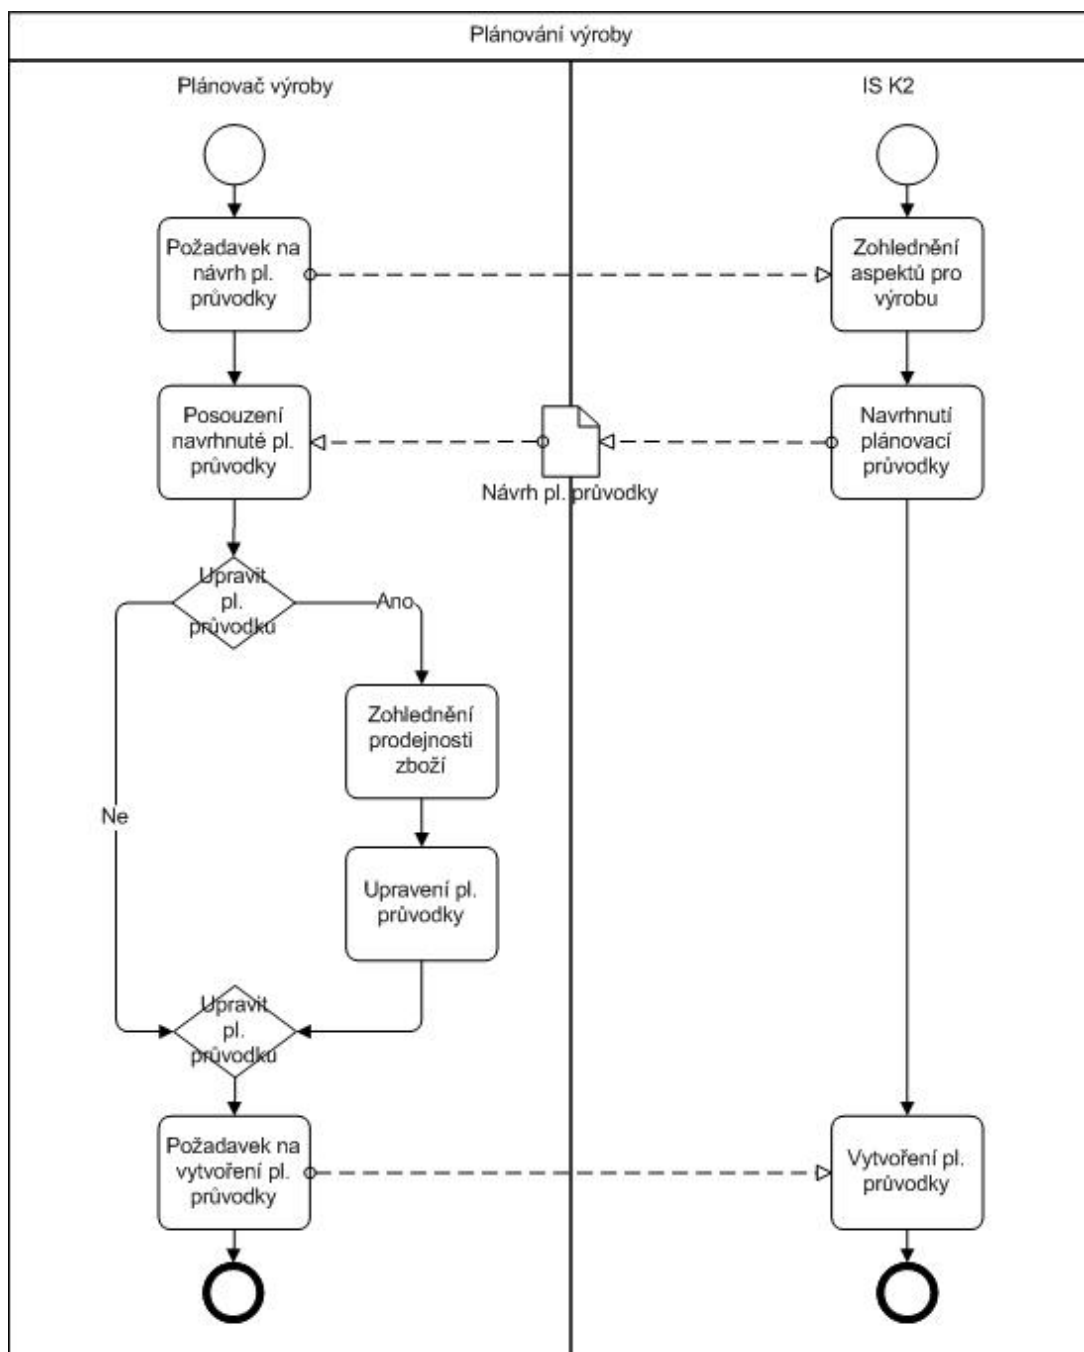 Plánování výroby
Plánovač výroby
IS K2
Požadavek na
návrh pl.
průvodky
Zohlednění
aspektů pro
výrobu
Posouzení
navrhnuté pl.
průvodky
Návrh pl. průvodky
Navrhnutí
plánovací
průvodky
Upravit
pl.
průvodku
Ano
Zohlednění
prodejnosti
zboží
Ne
Upravení pl.
průvodky
Upravit
pl.
průvodku
Požadavek na
vytvoření pl.
průvodky
Vytvoření pl.
průvodky